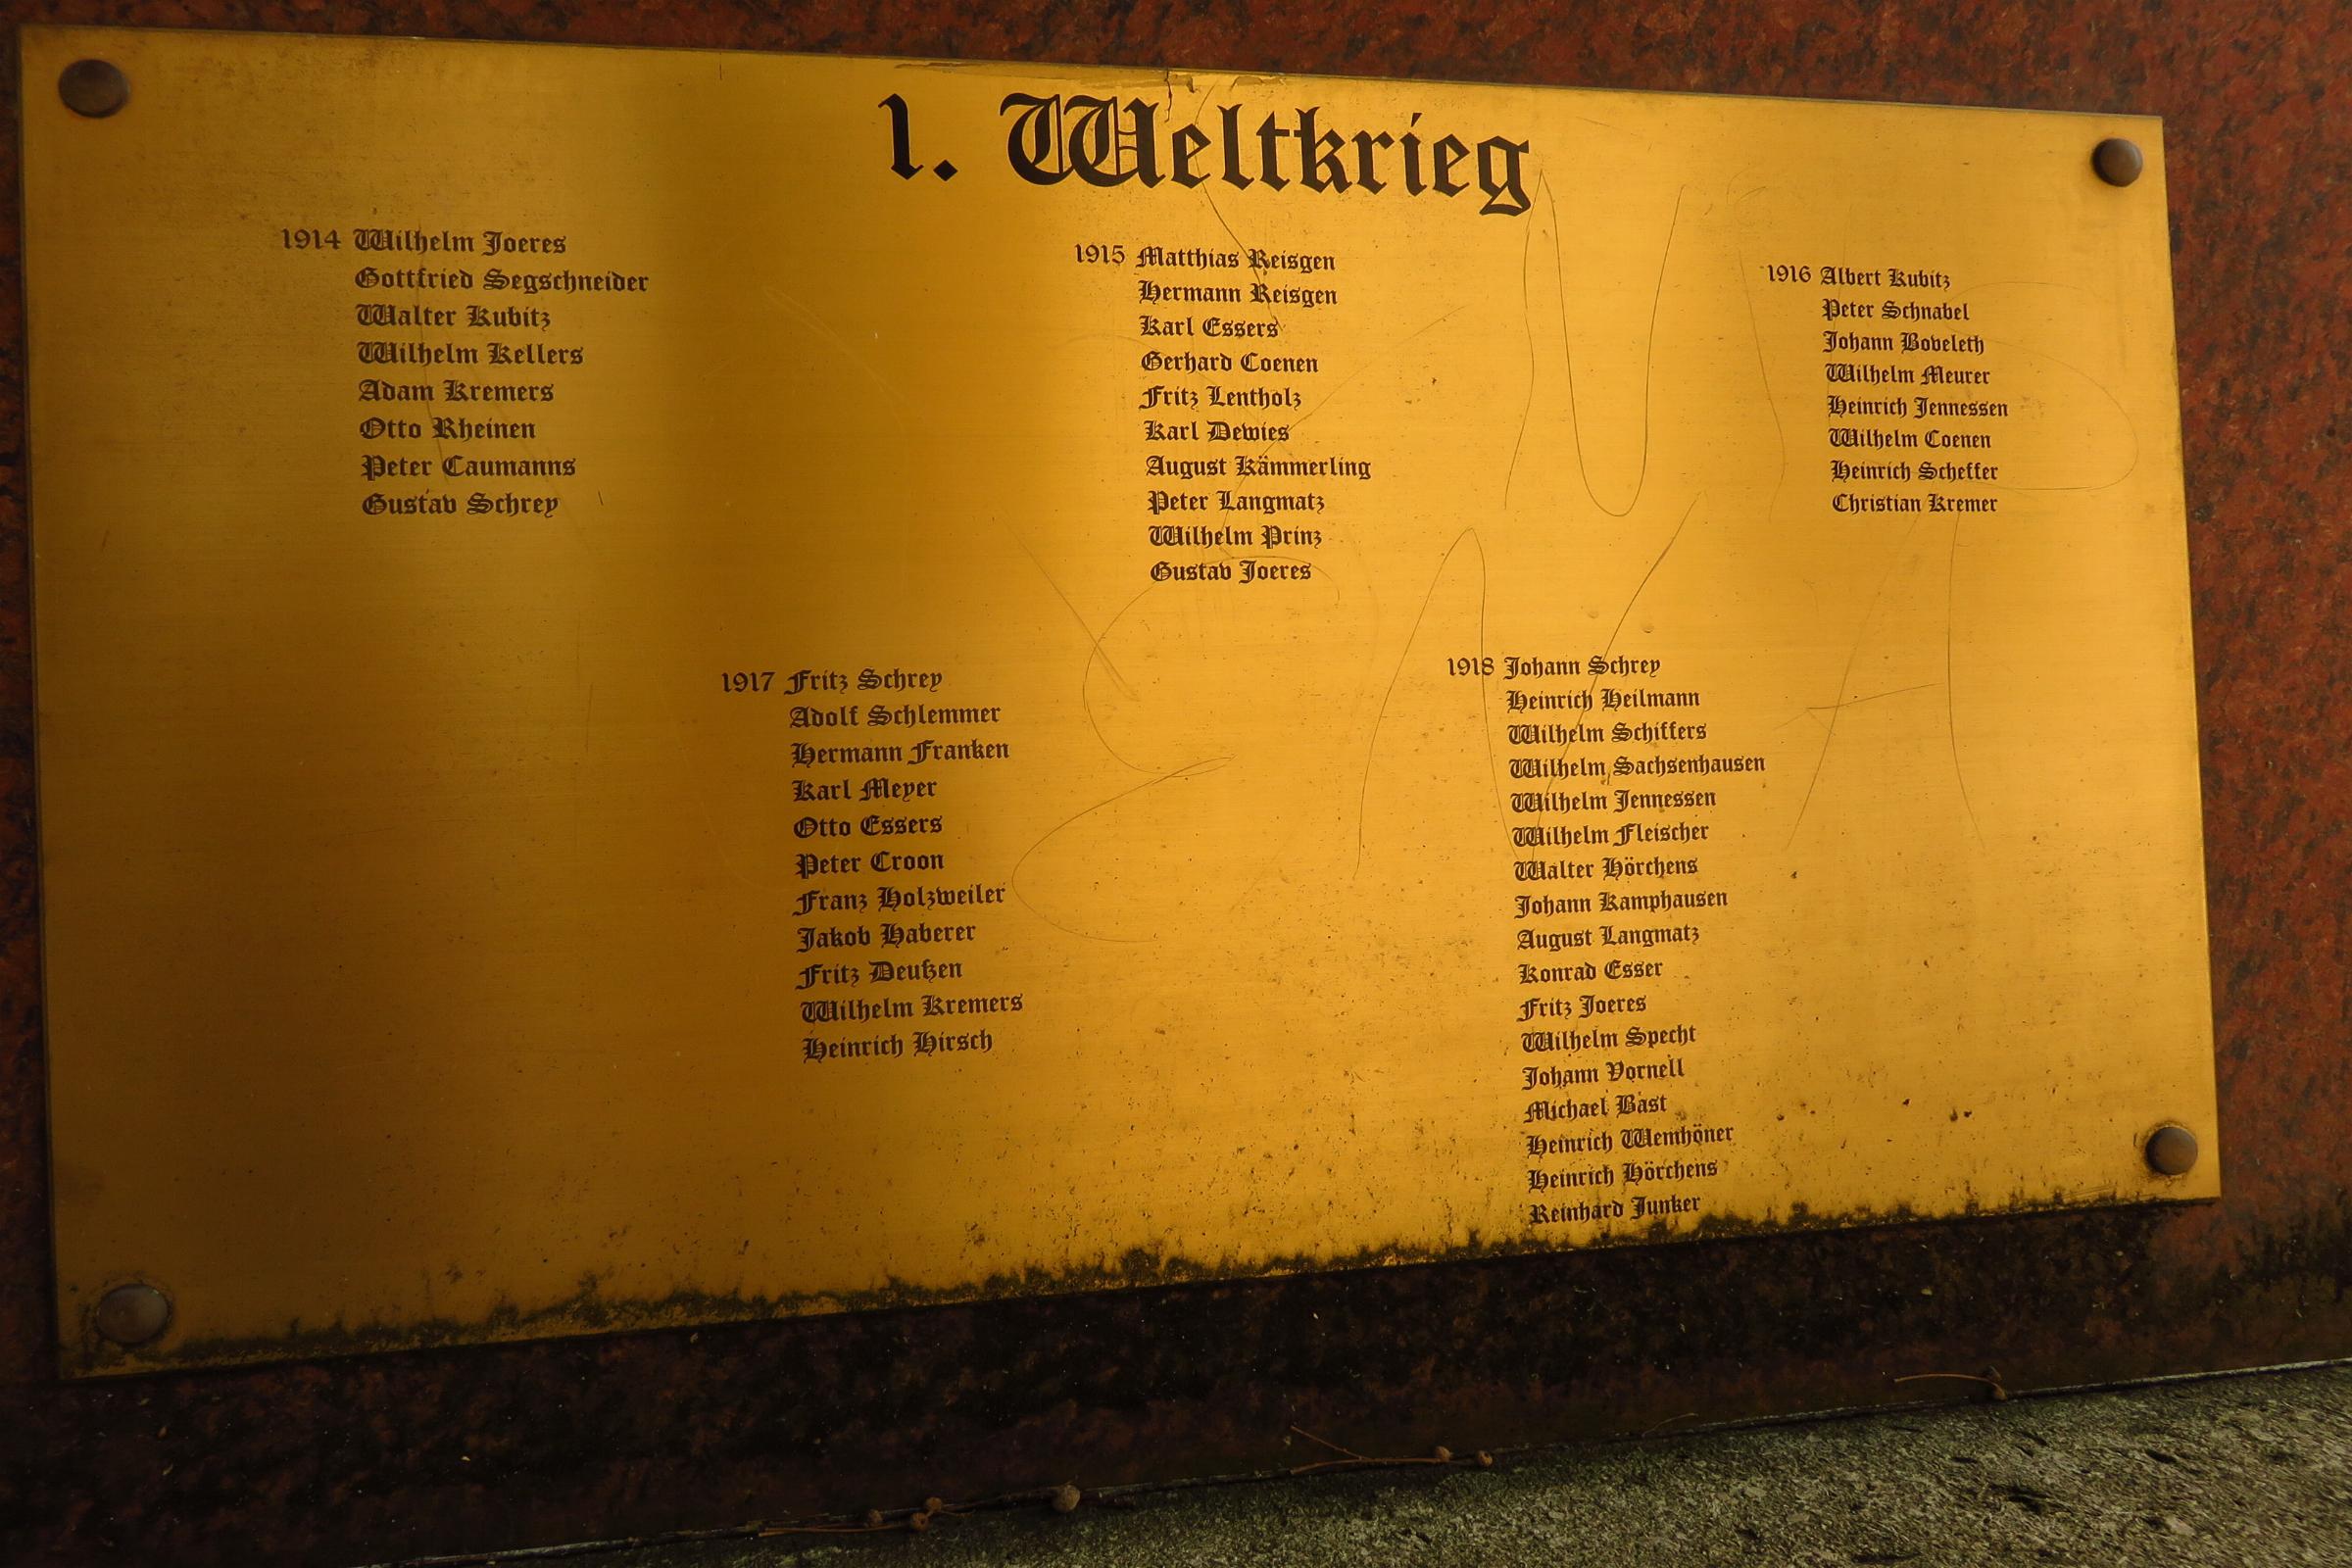 1. Weltkrieg
1914 Wilhelm Joeres
Gottfried Segschneider
Walter Kubitz
Wilhelm Kellers
Adam Kremers
Otto Rheinen
Peter Caumanns
Gustav Schrey
1915 Matthias Reisgen
Hermann Reisgen
Karl Essers
Gerhard Coenen
Fritz Lentholz
Karl Dewies
August Kämmerling
Peter Langmatz
Wilhelm Prinz
Gustav Joeres
1916 Albert Kubitz
Peter Schnabel
Johann Boveleth
Wilhelm Meurer
Heinrich Jennessen
Wilhelm Coenen
Heinrich Scheffer
Christian Kremer
1917 Fritz Schrey
Adolf Schlemmer
Hermann Franken
Karl Meyer
Otto Essers
Peter Croon
Franz Holzweiler
Jakob Haberer
Fritz Deußen
Wilhelm Kremers
Heinrich Hirsch
1918 Johann Schrey
Heinrich Heilmann
Wilhelm Schiffers
Wilhelm Sachsenhausen
Wilhelm Jennessen
Wilhelm Fleischer
Walter Hörchens
Johann Kamphausen
August Langmatz
Konrad Esser
Fritz Joeres
Wilhelm Specht
Johann Vornell
Michael Bast
Heinrich Wemhöner
Heinrich Hörchens
Reinhard Junker